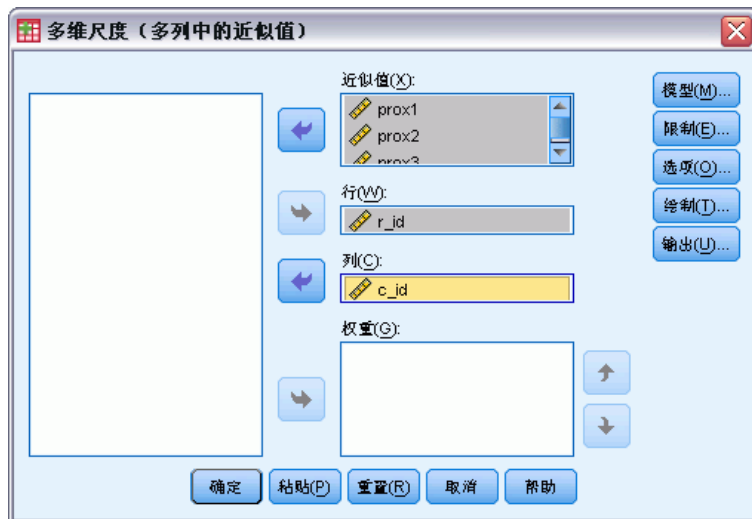 多维尺度（多列中的近似值）
近似值(X):
prox1
prox2
prox3
行(W):
r_id
列(C):
c_id
权重(G):
模型(M)...
限制(E)...
选项(O)...
绘制(T)...
输出(U)...
确定
粘贴(P)
重置(R)
取消
帮助